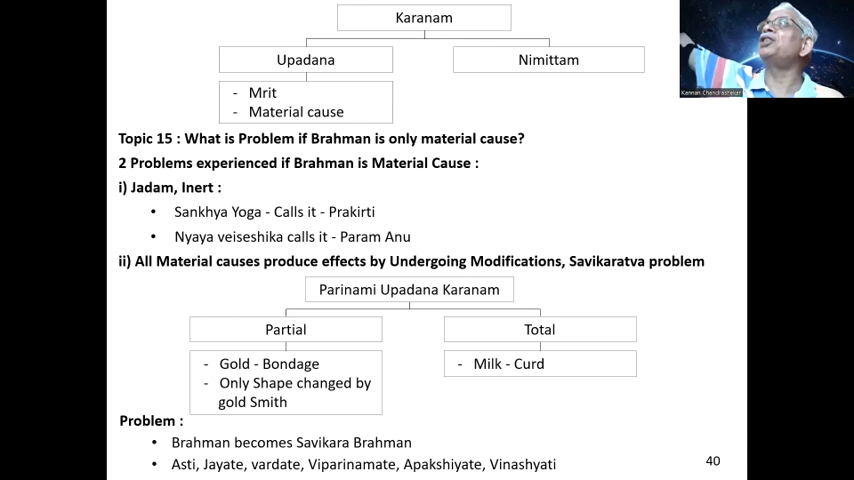 Karanam
Upadana
Nimittam
- Mrit
- Material cause
Kannan Chandrasekar
Topic 15 : What is Problem if Brahman is only material cause?
2 Problems experienced if Brahman is Material Cause :
i) Jadam, Inert :
• Sankhya Yoga - Calls it - Prakirti
• Nyaya veiseshika calls it - Param Anu
ii) All Material causes produce effects by Undergoing Modifications, Savikaratva problem
Parinami Upadana Karanam
Partial
Total
- Gold - Bondage
- Only Shape changed by
gold Smith
- Milk - Curd
Problem :
• Brahman becomes Savikara Brahman
• Asti, Jayate, vardate, Viparinamate, Apakshiyate, Vinashyati
40